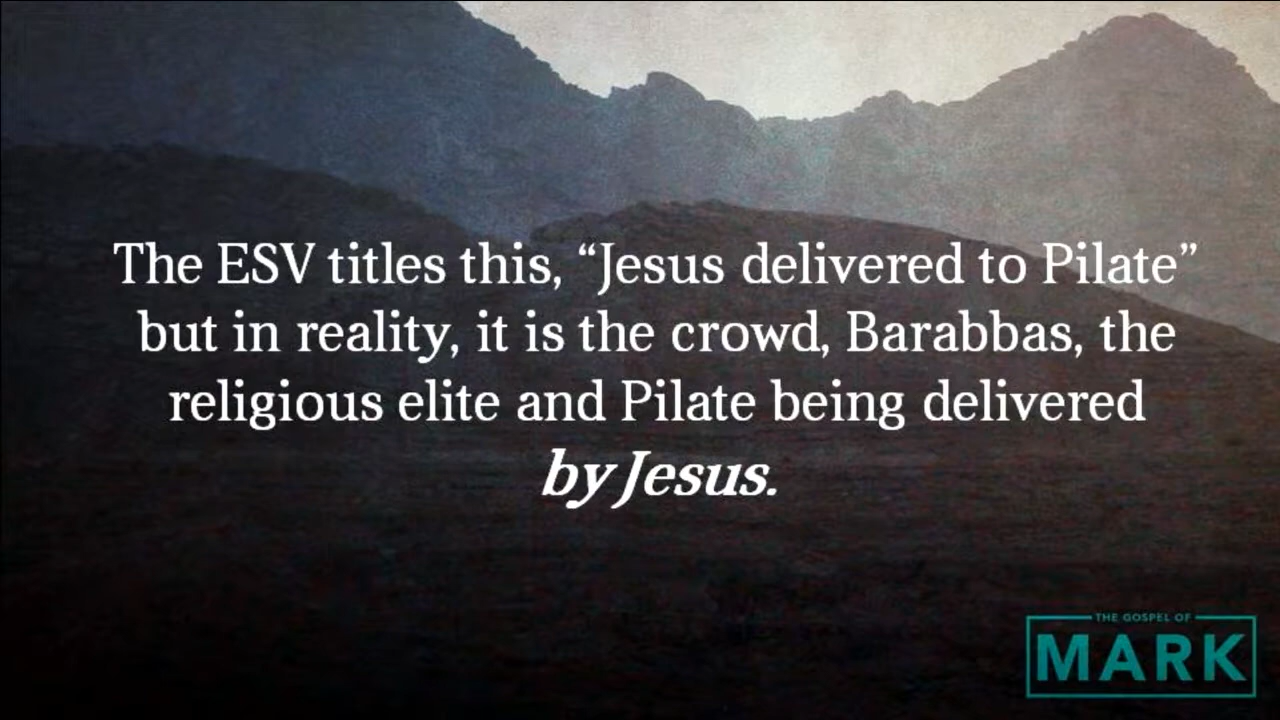 The ESV titles this, “Jesus delivered to Pilate”
but in reality, it is the crowd, Barabbas, the
religious elite and Pilate being delivered
by Jesus.
THE GOSPEL OF
MARK